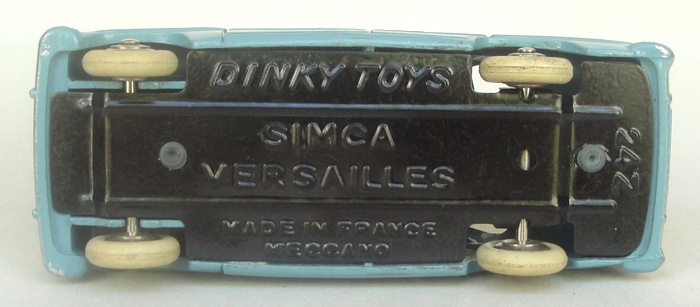 DINKY TOYS
SIMCA
VERSAILLES
MADE IN FRANCE
MECCANO
24Z